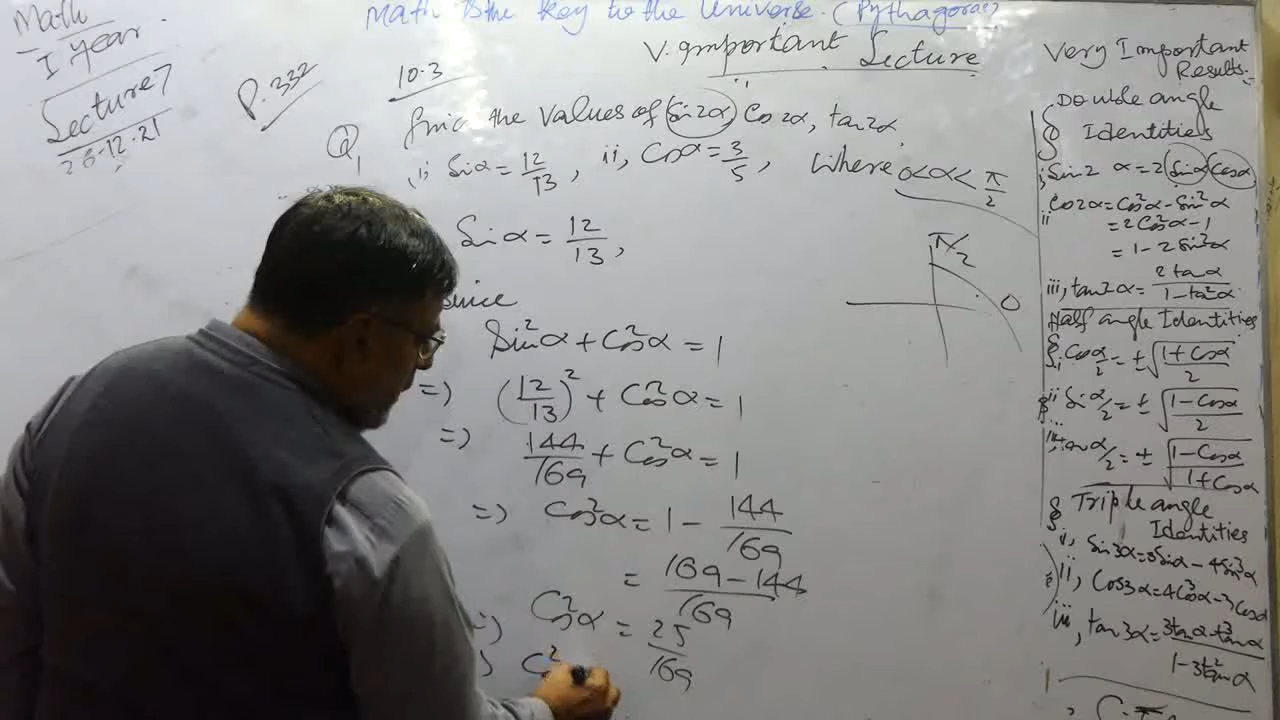 Math
I year
Lecture 7
28.12.21
Math is the key to the Universe. (Pythagoras)
V. Important Lecture
P.332
10.3
Q1 find the values of Sin2α Cos2α, tan2α
(i) Sinα = 12/13, ii, Cosα = 3/5, Where 0<α<π/2
Sinα = 12/13,
π/2
0
Since
Sin²α + Cos²α = 1
=) (12/13)² + Cos²α = 1
=) 144/169 + Cos²α = 1
=) Cos²α = 1 - 144/169
= 169-144/169
=) Cos²α = 25/169
Very Important
Results.
Double angle
Identities
i, Sin2α = 2 Sinα Cosα
ii Cos2α = Cos²α - Sin²α
= 2Cos²α - 1
= 1 - 2Sin²α
iii, tan2α = 2tanα/1-tan²α
Half angle Identities
i, Cosα/2 = ±√1+Cosα/2
ii Sinα/2 = ±√1-Cosα/2
iii, tanα/2 = ±√1-Cosα/1+Cosα
Triple angle
Identities
i, Sin3α = 3Sinα - 4Sin³α
ii, Cos3α = 4Cos³α - 3Cosα
iii, tan3α = 3tanα - tan³α/1-3tan²α